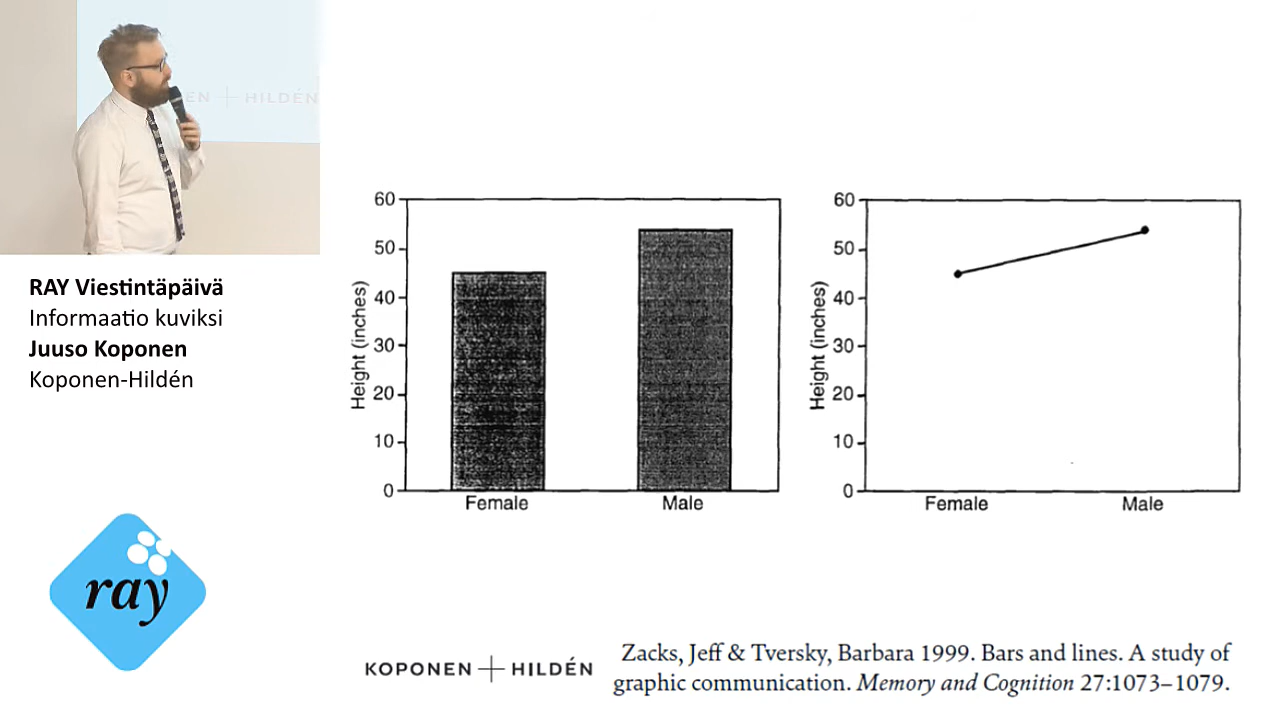 EN + HILDÉN
RAY Viestintäpäivä
Informaatio kuviksi
Juuso Koponen
Koponen-Hildén
ray
60
50
40
30
20
10
0
Height (inches)
Female Male
60
50
40
30
20
10
0
Height (inches)
Female Male
KOPONEN + HILDÉN
Zacks, Jeff & Tversky, Barbara 1999. Bars and lines. A study of
graphic communication. Memory and Cognition 27:1073–1079.